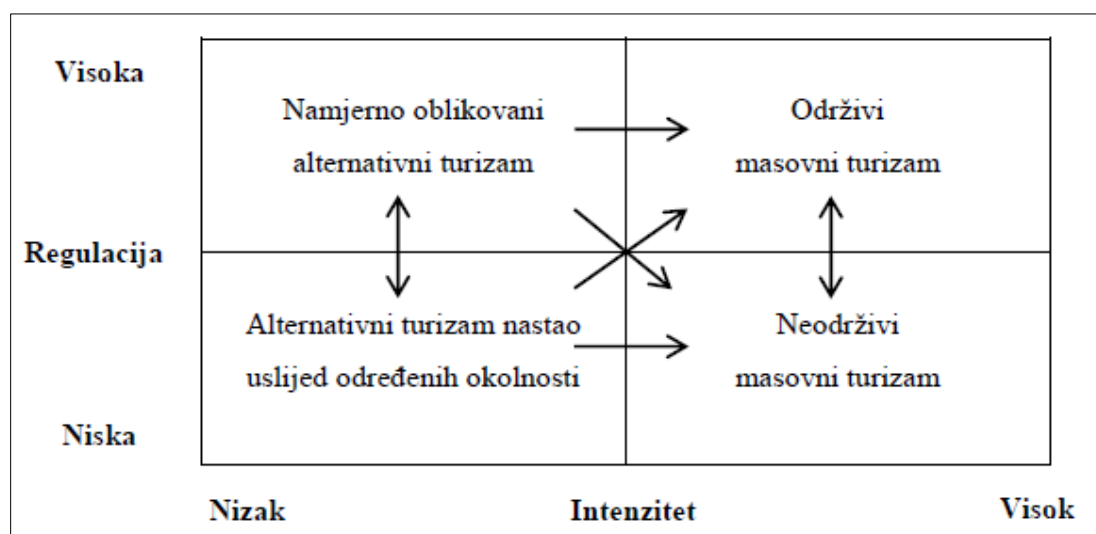 Visoka
Namjerno oblikovani
alternativni turizam
Održivi
masovni turizam
Regulacija
Alternativni turizam nastao
uslijed određenih okolnosti
Neodrživi
masovni turizam
Niska
Nizak
Intenzitet
Visok